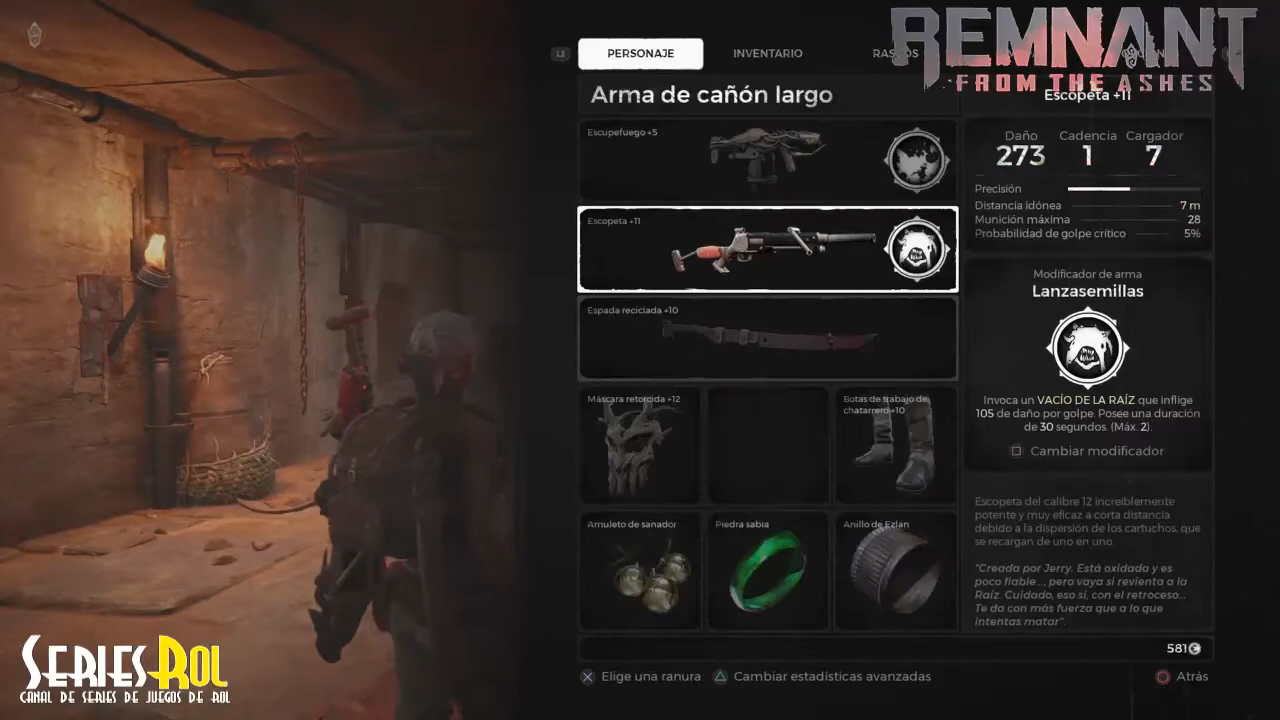 L2
PERSONAJE
INVENTARIO
REMNANT
FROM THE ASHES
Arma de cañón largo
Escopeta +11
Escupefuego +5
Daño
Cadencia
Cargador
273
1
7
Precisión
Distancia idónea
7 m
Munición máxima
28
Probabilidad de golpe crítico
5%
Escopeta +11
Espada reciclada +10
Modificador de arma
Lanzasemillas
Invoca un VACÍO DE LA RAÍZ que inflige
105 de daño por golpe. Posee una duración
de 30 segundos. (Máx. 2).
Cambiar modificador
Máscara retorcida +12
Botas de trabajo de
chatarrero +10
Amuleto de sanador
Piedra sabia
Anillo de Ezlan
Escopeta del calibre 12 increíblemente
potente y muy eficaz a corta distancia
debido a la dispersión de los cartuchos, que
se recargan de uno en uno.
"Creada por Jerry. Está oxidada y es
poco fiable..., pero vaya si revienta a la
Raíz. Cuidado, eso sí, con el retroceso...
Te da con más fuerza que a lo que
intentas matar".
581
Elige una ranura
Cambiar estadísticas avanzadas
Atrás
SERIESROL
CANAL DE SERIES DE JUEGOS DE ROL